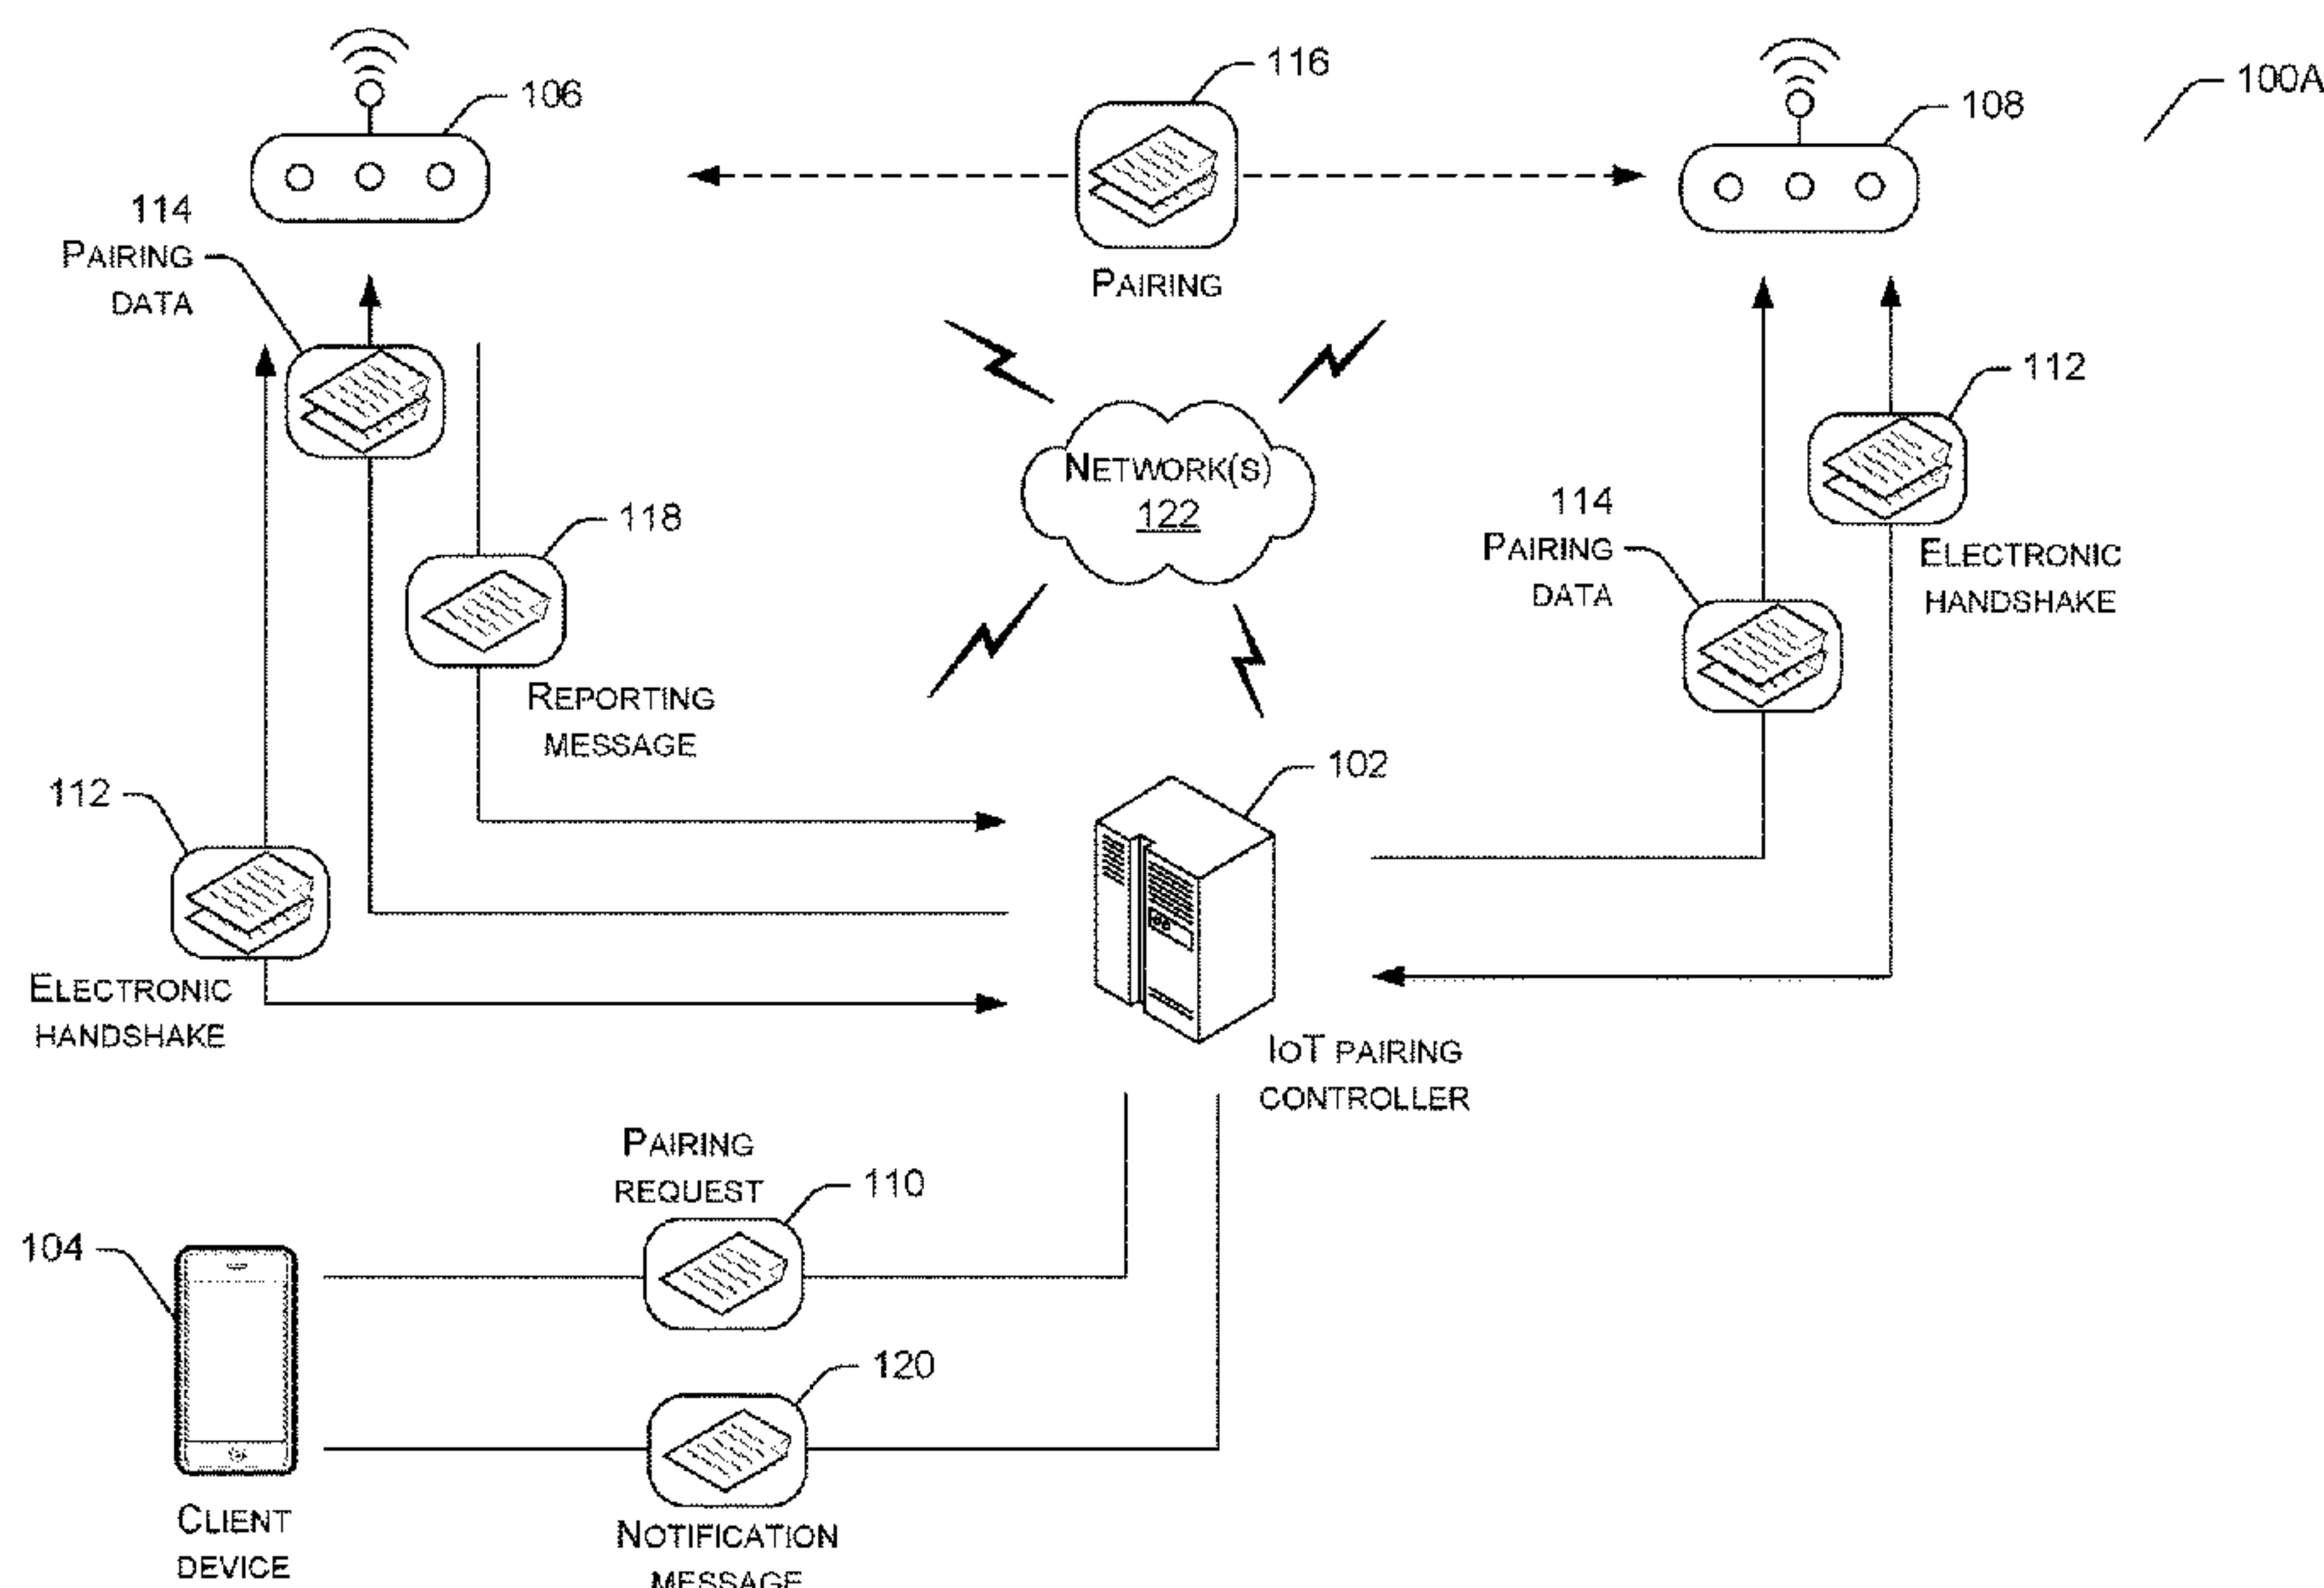 116
106
108
100A
114
PAIRING
DATA
PAIRING
112
NETWORK(S)
122
118
114
PAIRING
DATA
ELECTRONIC
HANDSHAKE
REPORTING
MESSAGE
102
112
ELECTRONIC
HANDSHAKE
IOT PAIRING
CONTROLLER
PAIRING
REQUEST
110
104
120
CLIENT
DEVICE
NOTIFICATION
MESSAGE